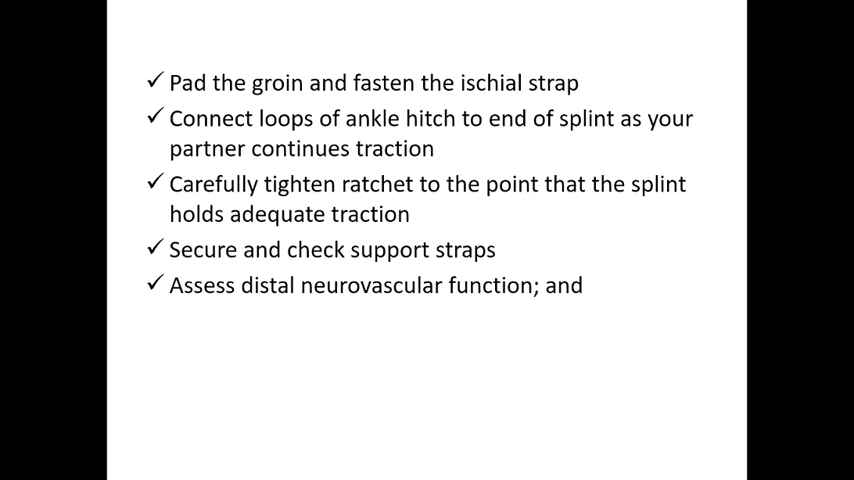 ✓ Pad the groin and fasten the ischial strap
✓ Connect loops of ankle hitch to end of splint as your
partner continues traction
✓ Carefully tighten ratchet to the point that the splint
holds adequate traction
✓ Secure and check support straps
✓ Assess distal neurovascular function; and